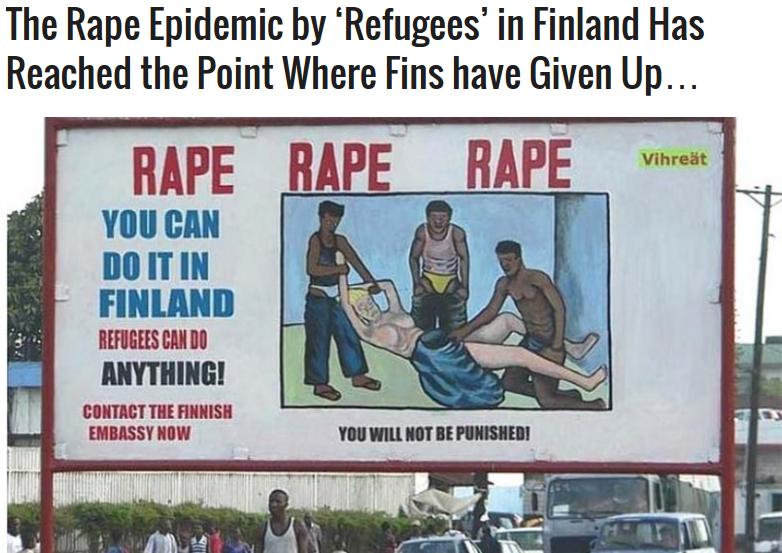 The Rape Epidemic by ‘Refugees’ in Finland Has
Reached the Point Where Fins have Given Up…
RAPE RAPE RAPE
Vihreät
YOU CAN
DO IT IN
FINLAND
REFUGEES CAN DO
ANYTHING!
CONTACT THE FINNISH
EMBASSY NOW
YOU WILL NOT BE PUNISHED!